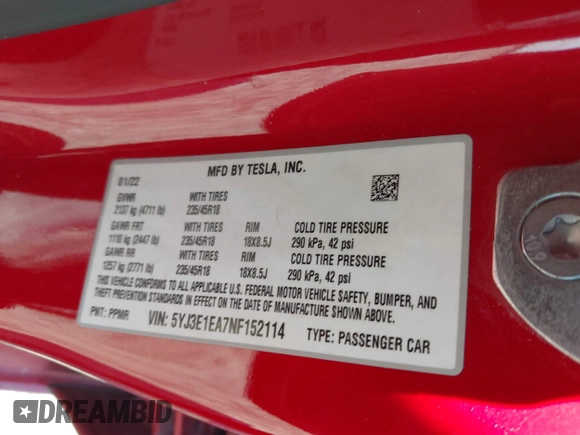 MFD BY TESLA, INC.
01/22
GVWR WITH TIRES
2137 kg (4711 lb) 235/45R18
GAWR FRT WITH TIRES RIM COLD TIRE PRESSURE
1110 kg (2447 lb) 235/45R18 18X8.5J 290 kPa, 42 psi
GAWR RR WITH TIRES RIM COLD TIRE PRESSURE
1257 kg (2771 lb) 235/45R18 18X8.5J 290 kPa, 42 psi
THIS VEHICLE CONFORMS TO ALL APPLICABLE U.S. FEDERAL MOTOR VEHICLE SAFETY, BUMPER, AND
THEFT PREVENTION STANDARDS IN EFFECT ON THE DATE OF MANUFACTURE SHOWN ABOVE.
PNT: PPMR VIN: 5YJ3E1EA7NF152114 TYPE: PASSENGER CAR
109
DREAMBID